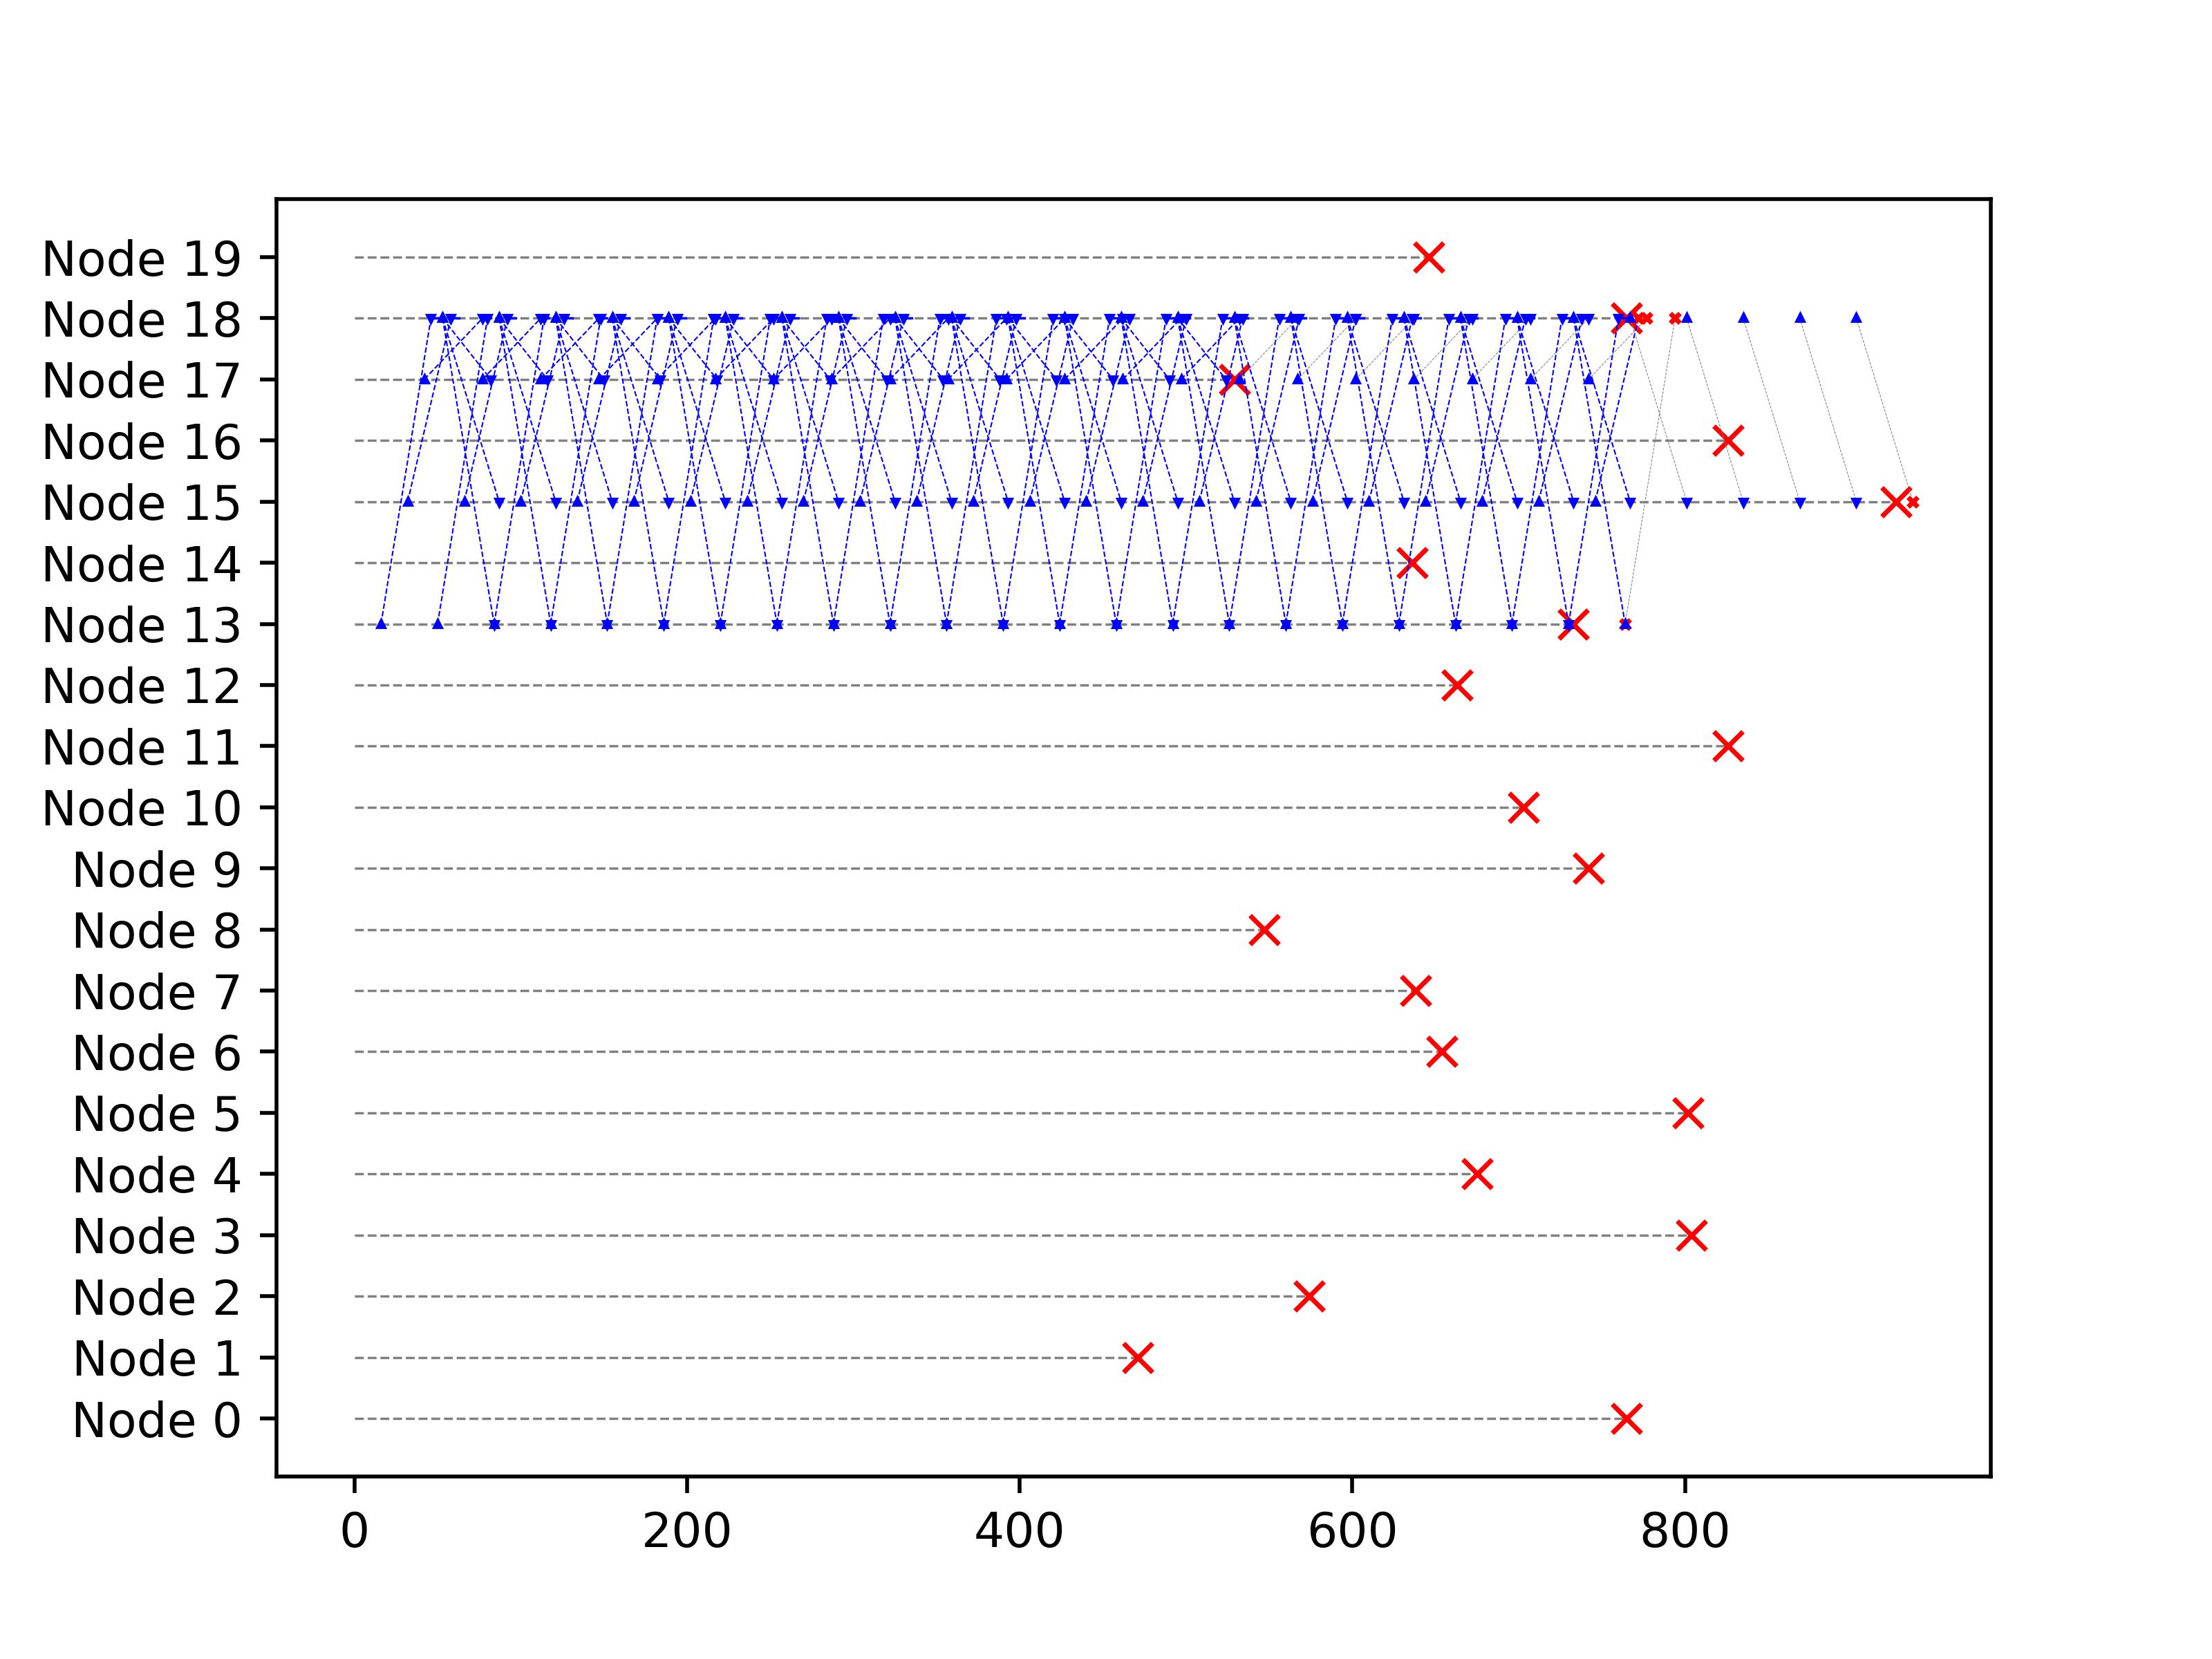 Node 19
Node 18
Node 17
Node 16
Node 15
Node 14
Node 13
Node 12
Node 11
Node 10
Node 9
Node 8
Node 7
Node 6
Node 5
Node 4
Node 3
Node 2
Node 1
Node 0
0 200 400 600 800